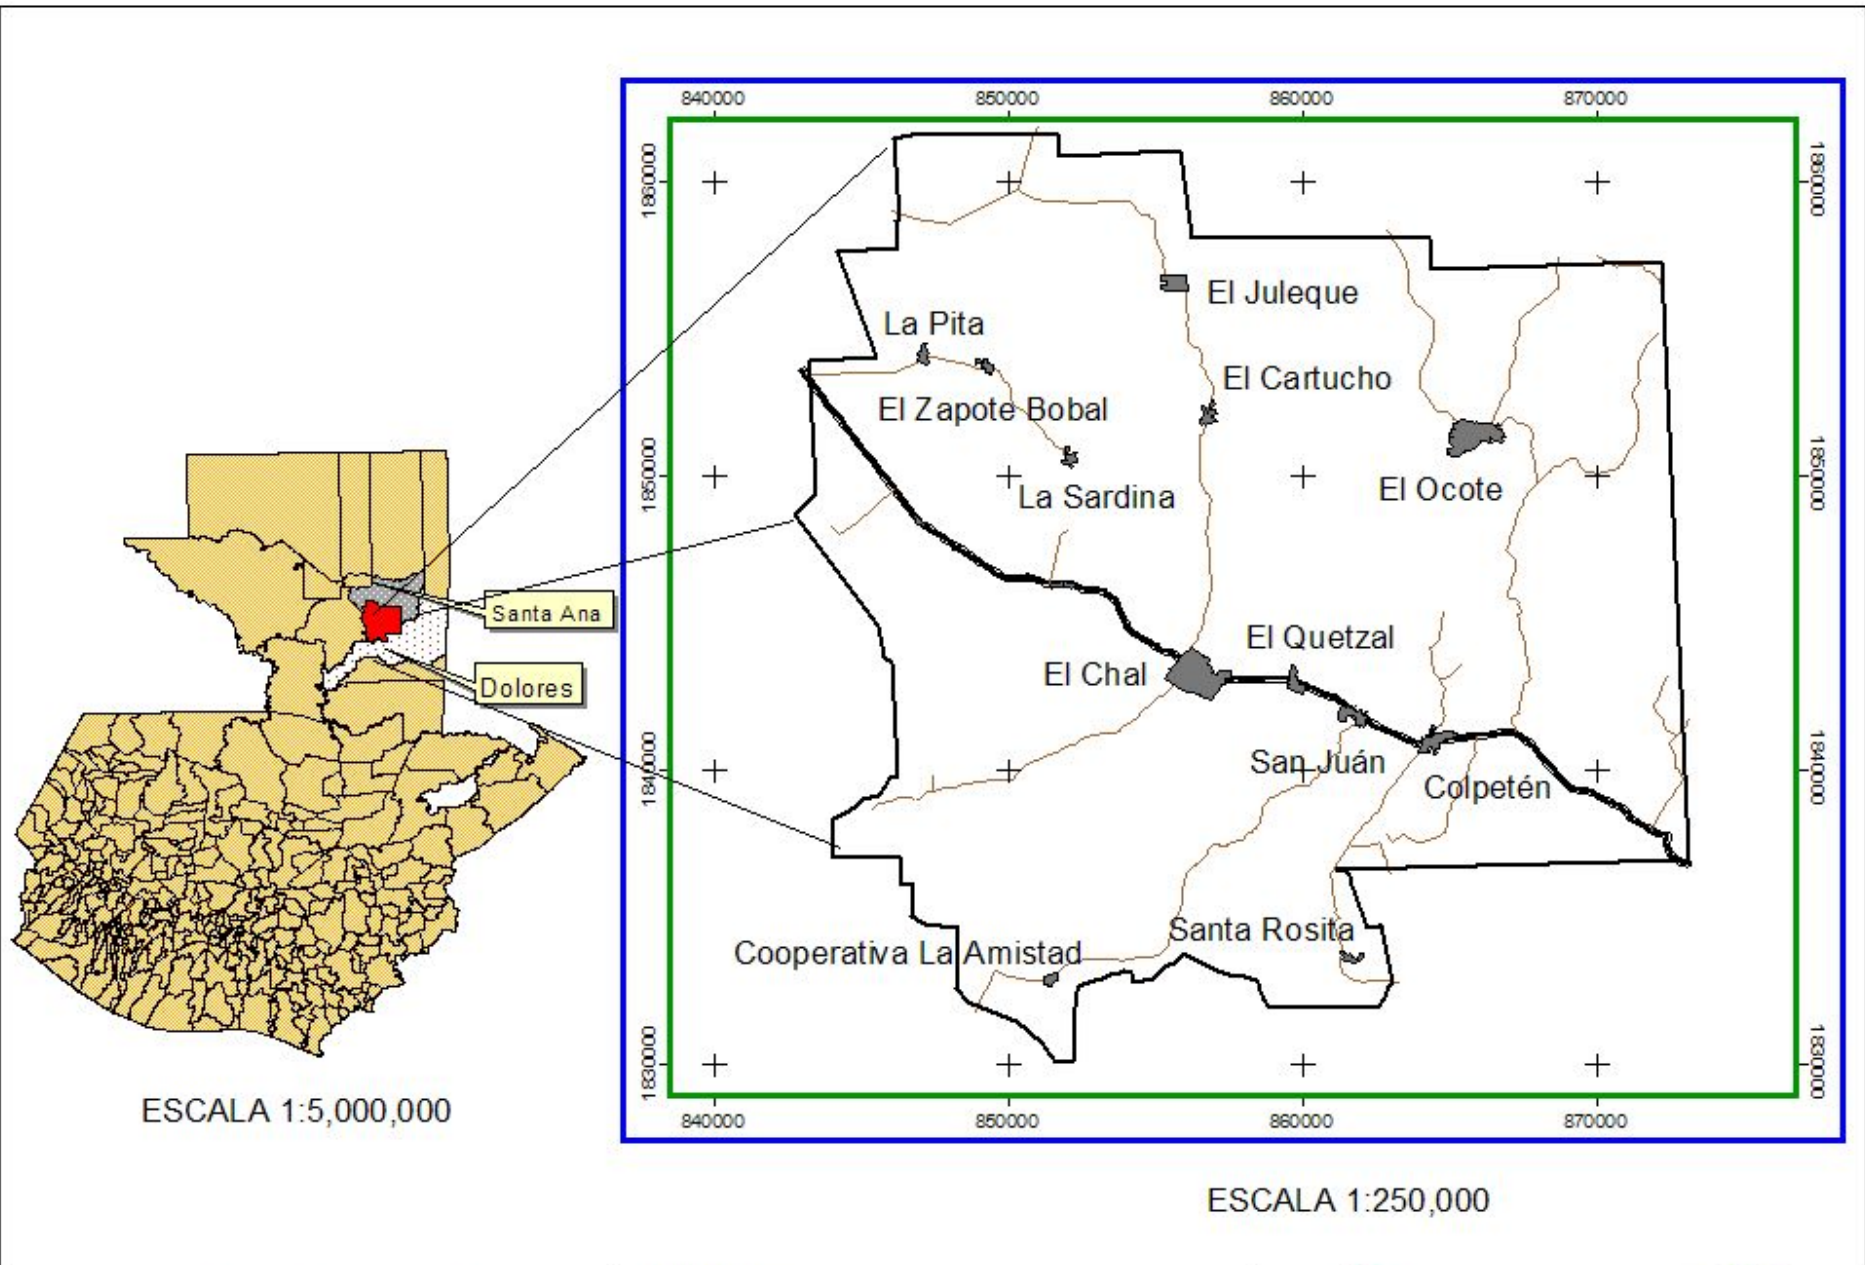 840000 850000 860000 870000
1860000 1860000
El Juleque
La Pita
El Cartucho
El Zapote Bobal
1850000 1850000
El Ocote
La Sardina
Santa Ana
El Quetzal
El Chal
Dolores
San Juán
1840000 1840000
Colpetén
Santa Rosita
Cooperativa La Amistad
1830000 1830000
840000 850000 860000 870000
ESCALA 1:5,000,000
ESCALA 1:250,000